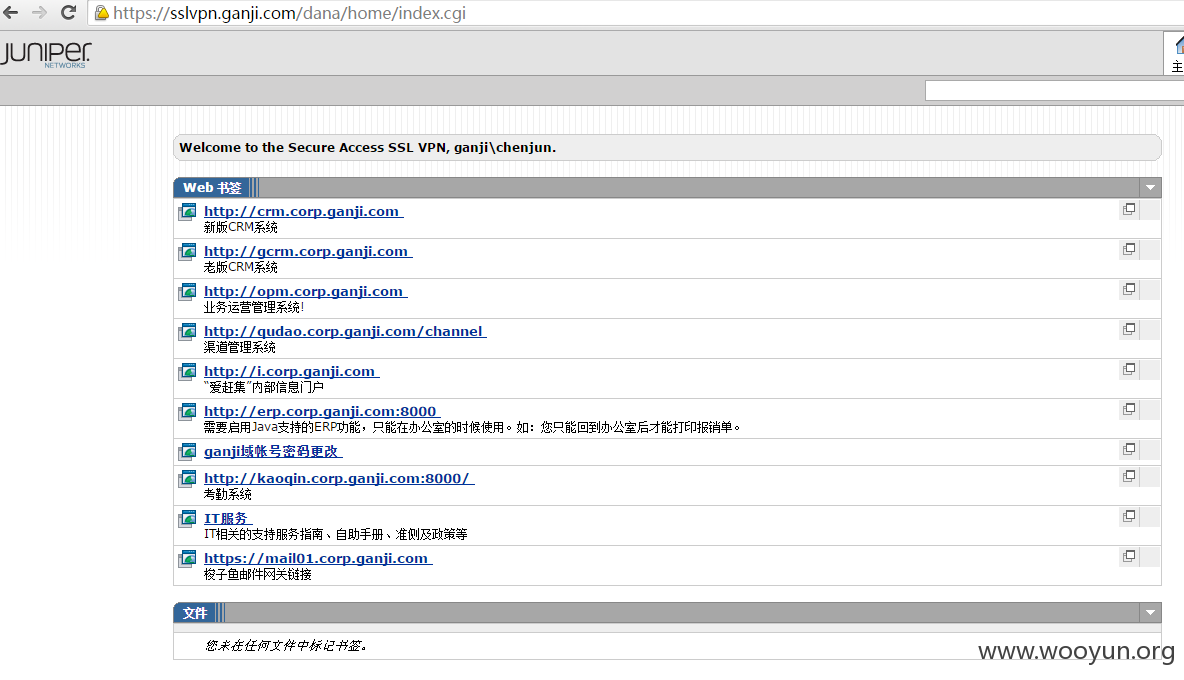 https://sslvpn.ganji.com/dana/home/index.cgi
JUNIPER
NETWORKS
主
Welcome to the Secure Access SSL VPN, ganji\chenjun.
Web 书签
http://crm.corp.ganji.com
新版CRM系统
http://gcrm.corp.ganji.com
老版CRM系统
http://opm.corp.ganji.com
业务运营管理系统!
http://qudao.corp.ganji.com/channel
渠道管理系统
http://i.corp.ganji.com
“爱赶集”内部信息门户
http://erp.corp.ganji.com:8000
需要启用Java支持的ERP功能，只能在办公室的时候使用。如：您只能回到办公室后才能打印报销单。
ganji域帐号密码更改
http://kaoqin.corp.ganji.com:8000/
考勤系统
IT服务
IT相关的支持服务指南、自助手册、准侧及政策等
https://mail01.corp.ganji.com
梭子鱼邮件网关链接
文件
您未在任何文件中标记书签。
www.wooyun.org